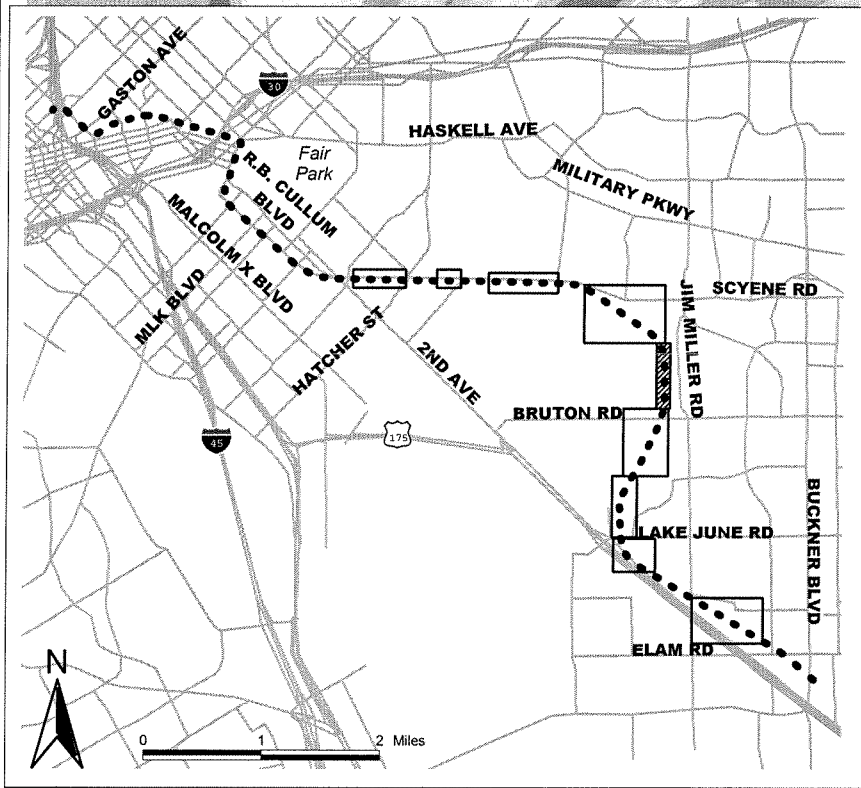 GASTON AVE
30
HASKELL AVE
Fair
Park
R.B. CULLUM
BLVD
MILITARY PKWY
MALCOLM X BLVD
MLK BLVD
HATCHER ST
JIM MILLER RD
SCYENE RD
2ND AVE
BRUTON RD
175
45
BUCKNER BLVD
LAKE JUNE RD
ELAM RD
N
0 1 2 Miles